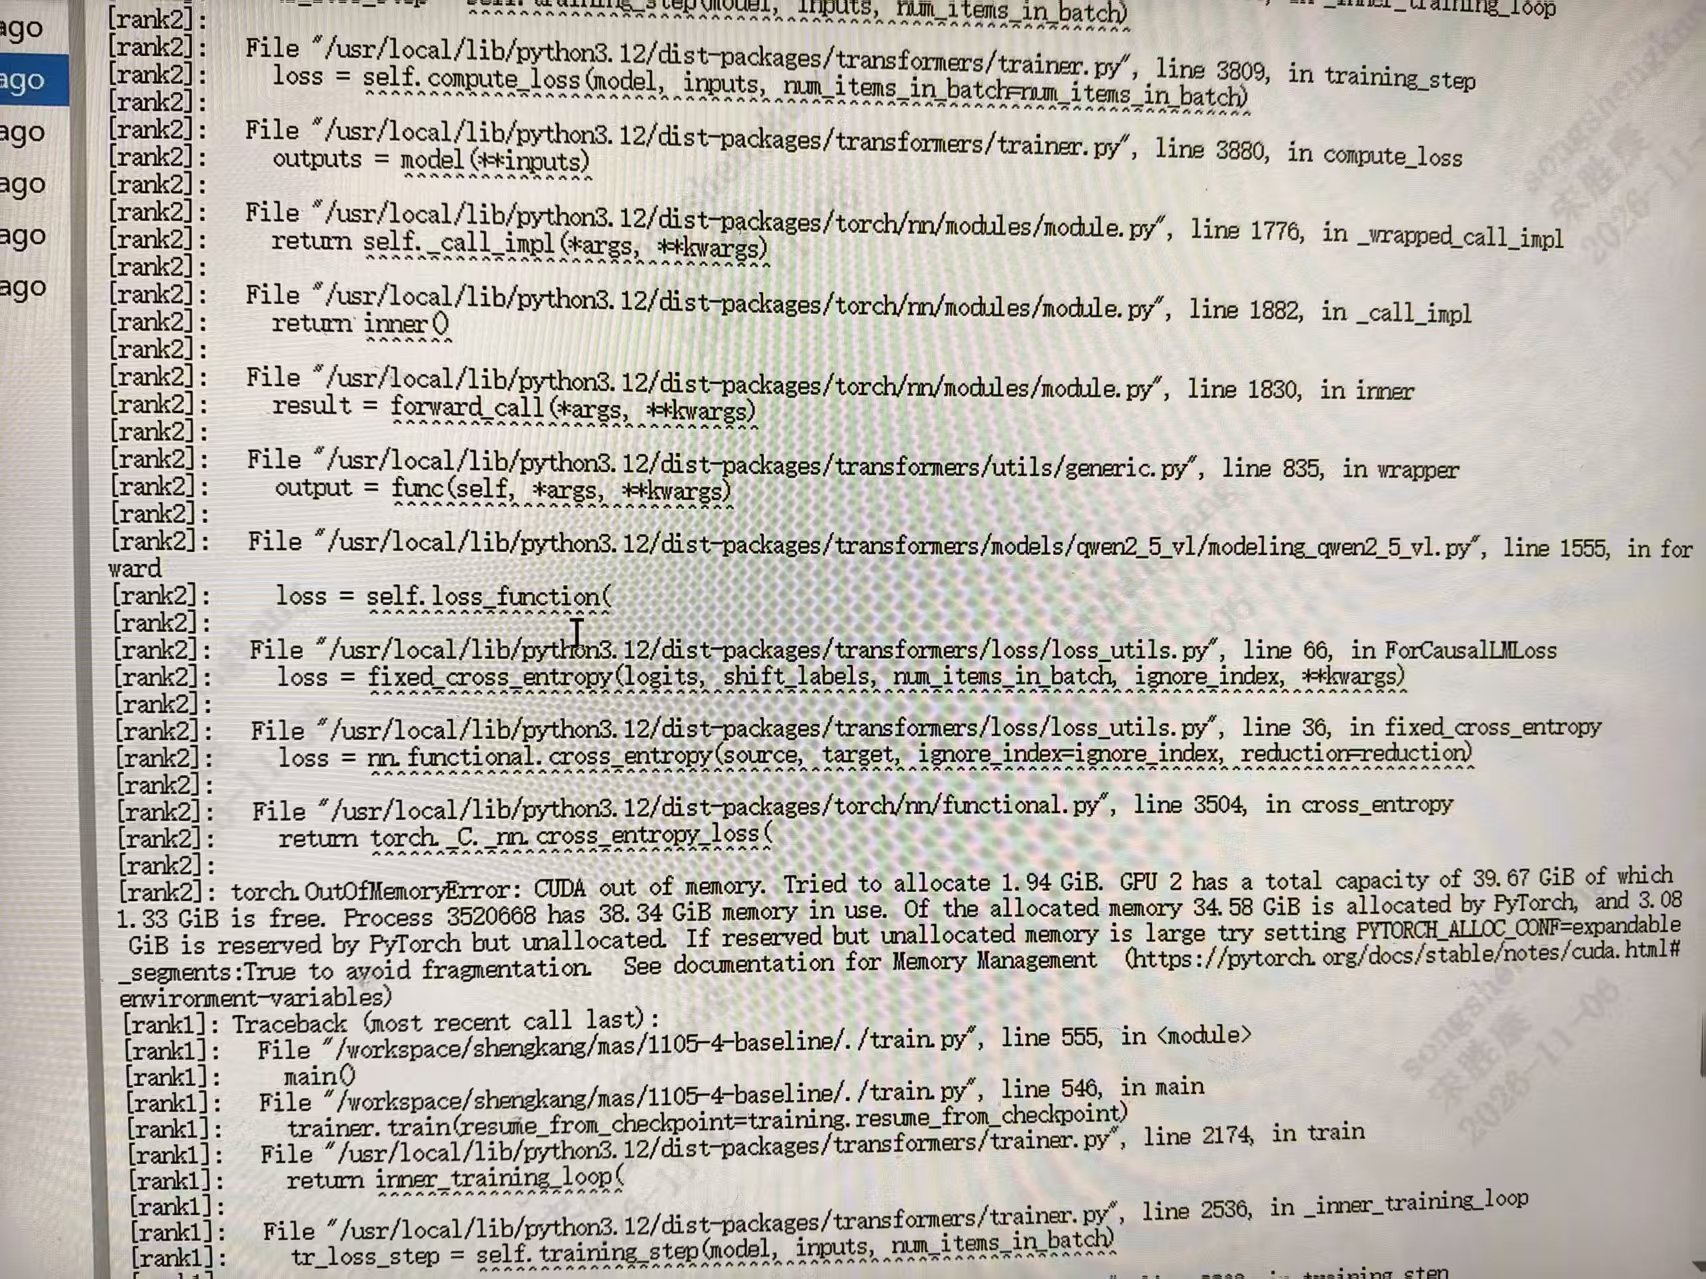 ago
ago
ago
ago
ago
ago
[rank2]: self.training_step(model, inputs, num_items_in_batch)
[rank2]:
[rank2]:   File "/usr/local/lib/python3.12/dist-packages/transformers/trainer.py", line 3809, in training_step
[rank2]:     loss = self.compute_loss(model, inputs, num_items_in_batch=num_items_in_batch)
[rank2]:
[rank2]:   File "/usr/local/lib/python3.12/dist-packages/transformers/trainer.py", line 3880, in compute_loss
[rank2]:     outputs = model(**inputs)
[rank2]:
[rank2]:   File "/usr/local/lib/python3.12/dist-packages/torch/nn/modules/module.py", line 1776, in _wrapped_call_impl
[rank2]:     return self._call_impl(*args, **kwargs)
[rank2]:
[rank2]:   File "/usr/local/lib/python3.12/dist-packages/torch/nn/modules/module.py", line 1882, in _call_impl
[rank2]:     return inner()
[rank2]:
[rank2]:   File "/usr/local/lib/python3.12/dist-packages/torch/nn/modules/module.py", line 1830, in inner
[rank2]:     result = forward_call(*args, **kwargs)
[rank2]:
[rank2]:   File "/usr/local/lib/python3.12/dist-packages/transformers/utils/generic.py", line 835, in wrapper
[rank2]:     output = func(self, *args, **kwargs)
[rank2]:
[rank2]:   File "/usr/local/lib/python3.12/dist-packages/transformers/models/qwen2_5_vl/modeling_qwen2_5_vl.py", line 1555, in for
ward
[rank2]:     loss = self.loss_function(
[rank2]:
[rank2]:   File "/usr/local/lib/python3.12/dist-packages/transformers/loss/loss_utils.py", line 66, in ForCausalLMLoss
[rank2]:     loss = fixed_cross_entropy(logits, shift_labels, num_items_in_batch, ignore_index, **kwargs)
[rank2]:
[rank2]:   File "/usr/local/lib/python3.12/dist-packages/transformers/loss/loss_utils.py", line 36, in fixed_cross_entropy
[rank2]:     loss = nn.functional.cross_entropy(source, target, ignore_index=ignore_index, reduction=reduction)
[rank2]:
[rank2]:   File "/usr/local/lib/python3.12/dist-packages/torch/nn/functional.py", line 3504, in cross_entropy
[rank2]:     return torch._C._nn.cross_entropy_loss(
[rank2]:
[rank2]: torch.OutOfMemoryError: CUDA out of memory. Tried to allocate 1.94 GiB. GPU 2 has a total capacity of 39.67 GiB of which
1.33 GiB is free. Process 3520668 has 38.34 GiB memory in use. Of the allocated memory 34.58 GiB is allocated by PyTorch, and 3.08
GiB is reserved by PyTorch but unallocated. If reserved but unallocated memory is large try setting PYTORCH_ALLOC_CONF=expandable
_segments:True to avoid fragmentation.  See documentation for Memory Management  (https://pytorch.org/docs/stable/notes/cuda.html#
environment-variables)
[rank1]: Traceback (most recent call last):
[rank1]:   File "/workspace/shengkang/mas/1105-4-baseline/./train.py", line 555, in <module>
[rank1]:     main()
[rank1]:   File "/workspace/shengkang/mas/1105-4-baseline/./train.py", line 546, in main
[rank1]:     trainer.train(resume_from_checkpoint=training.resume_from_checkpoint)
[rank1]:   File "/usr/local/lib/python3.12/dist-packages/transformers/trainer.py", line 2174, in train
[rank1]:     return inner_training_loop(
[rank1]:
[rank1]:   File "/usr/local/lib/python3.12/dist-packages/transformers/trainer.py", line 2536, in _inner_training_loop
[rank1]:     tr_loss_step = self.training_step(model, inputs, num_items_in_batch)